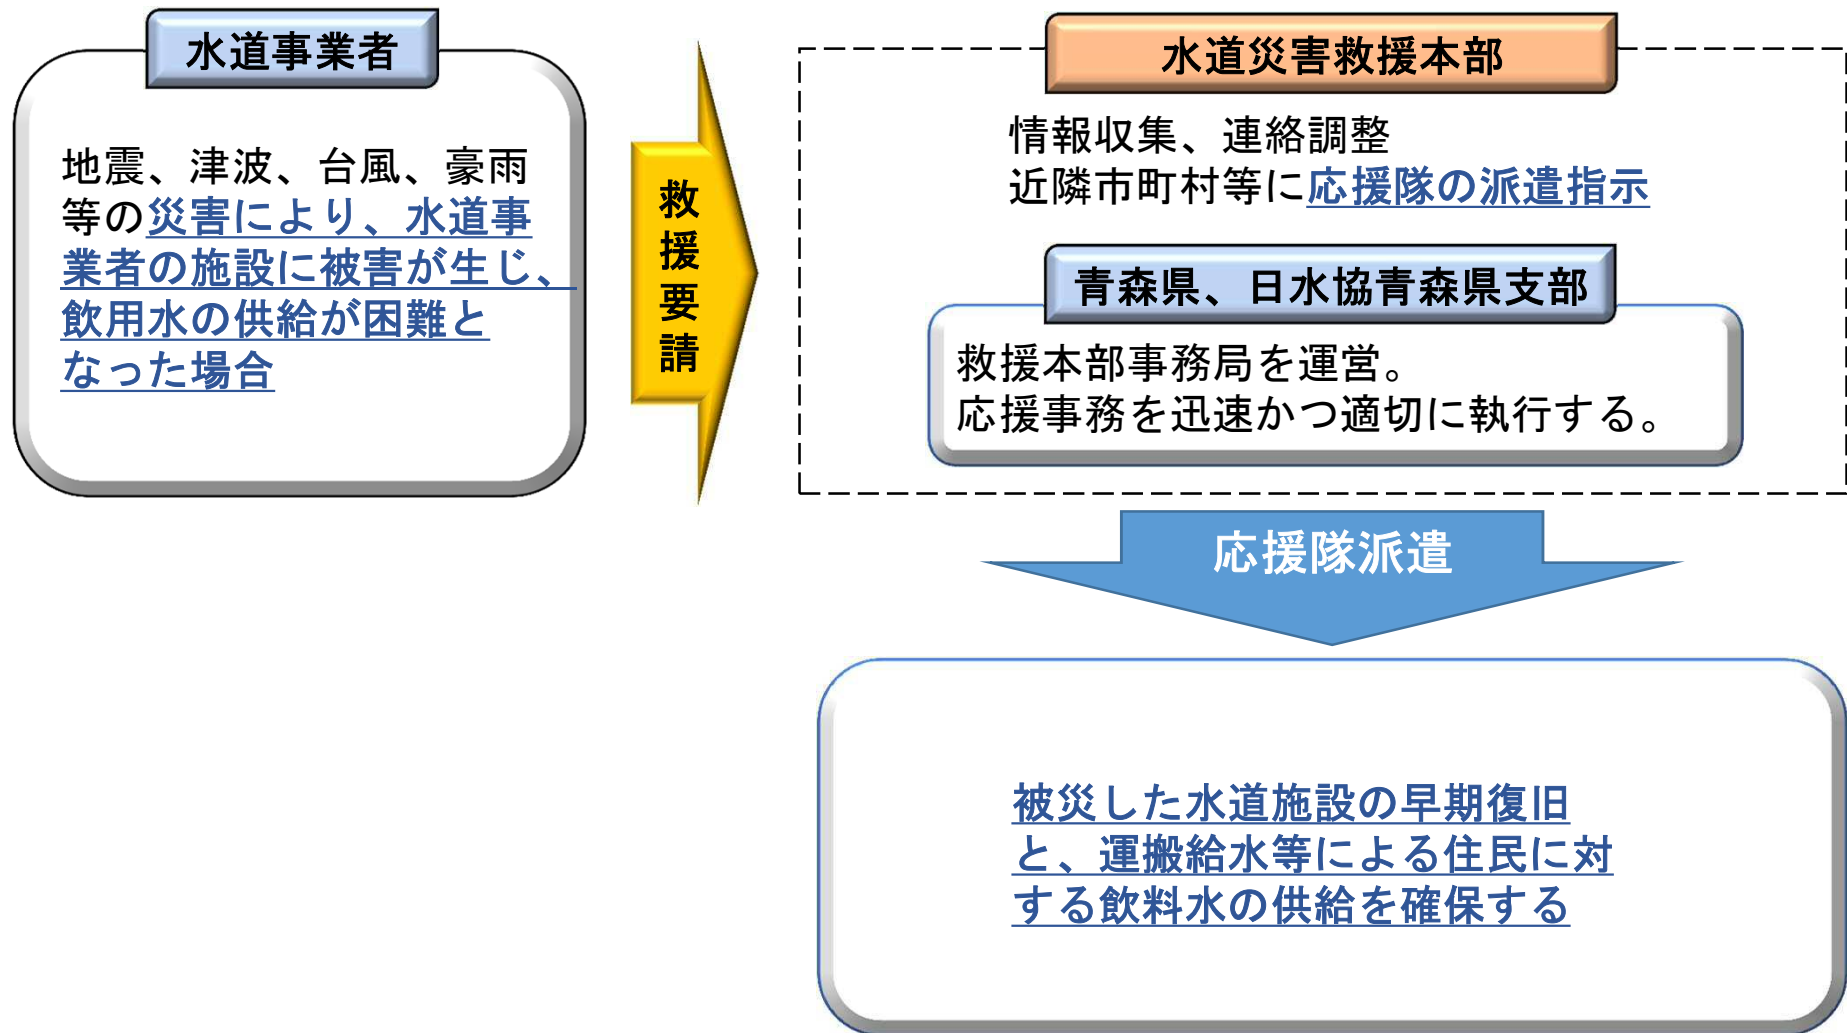 水道事業者
地震、津波、台風、豪雨
等の災害により、水道事
業者の施設に被害が生じ、
飲用水の供給が困難と
なった場合
救援要請
水道災害救援本部
情報収集、連絡調整
近隣市町村等に応援隊の派遣指示
青森県、日水協青森県支部
救援本部事務局を運営。
応援事務を迅速かつ適切に執行する。
応援隊派遣
被災した水道施設の早期復旧
と、運搬給水等による住民に対
する飲料水の供給を確保する